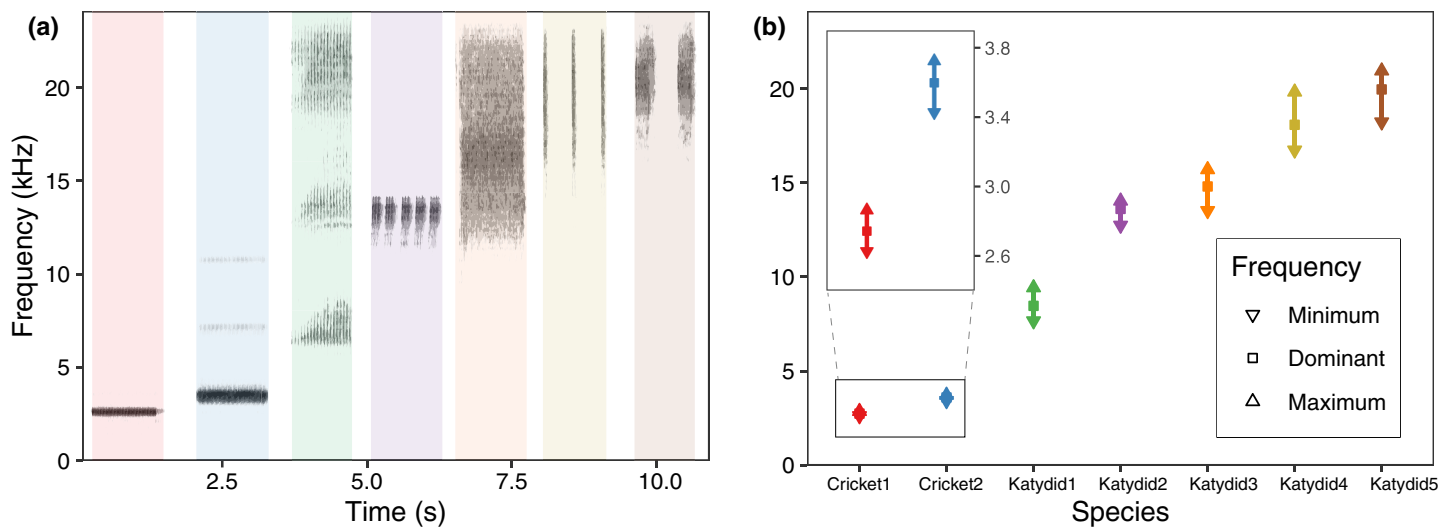 (a)
Frequency (kHz)
20
15
10
5
0
2.5 5.0 7.5 10.0
Time (s)
(b)
20
15
10
5
0
3.8
3.4
3.0
2.6
Frequency
Minimum
Dominant
Maximum
Cricket1 Cricket2 Katydid1 Katydid2 Katydid3 Katydid4 Katydid5
Species